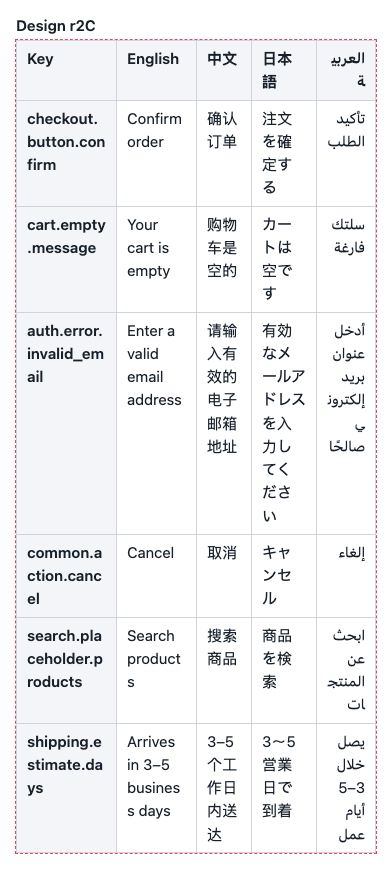 Design r2C
Key
English
中文
日本
語
العربي
ة
checkout.
button.con
firm
Confirm
order
确认
订单
注文
を確
定す
る
تأكيد
الطلب
cart.empty
.message
Your
cart is
empty
购物
车是
空的
カー
トは
空で
す
سلتك
فارغة
auth.error.
invalid_em
ail
Enter a
valid
email
address
请输
入有
效的
电子
邮箱
地址
有効
なメ
ールア
ドレス
を入
力し
てく
ださ
い
أدخل
عنوان
بريد
إلكترون
ي
صالحًا
common.a
ction.canc
el
Cancel
取消
キャ
ンセ
ル
إلغاء
search.pla
ceholder.p
roducts
Search
product
s
搜索
商品
商品
を検
索
ابحث
عن
المنتج
ات
shipping.e
stimate.da
ys
Arrives
in 3–5
busines
s days
3–5
个工
作日
内送
达
3～5
営業
日で
到着
يصل
خلال
3–5
أيام
عمل